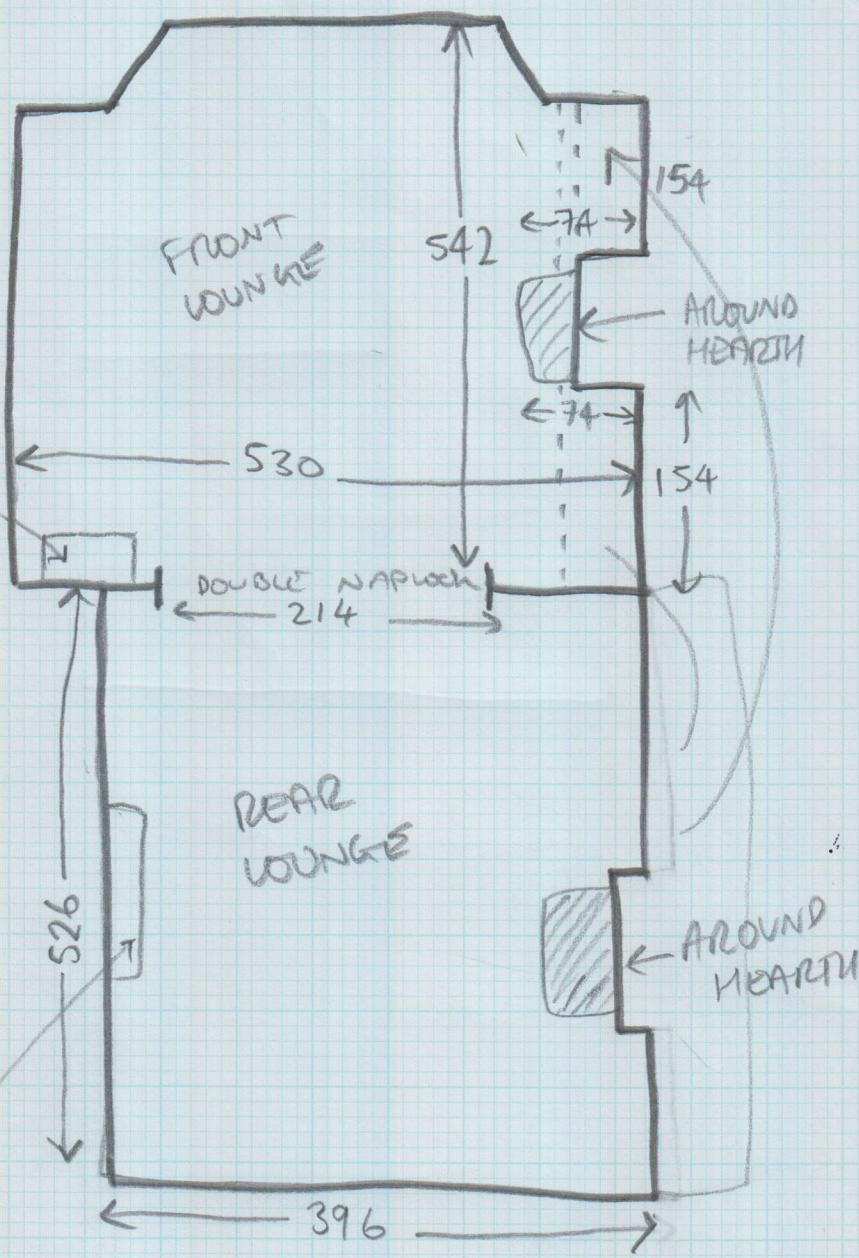 154
74
FRONT
LOUNGE
542
AROUND
HEARTH
74
530
154
DOUBLE NAPLOCK
214
REAR
LOUNGE
526
AROUND
HEARTH
396